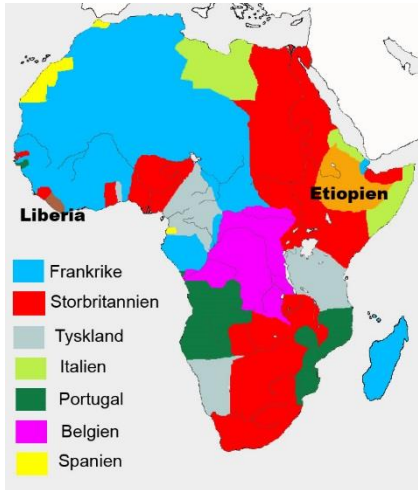 Etiopien
Liberia
Frankrike
Storbritannien
Tyskland
Italien
Portugal
Belgien
Spanien